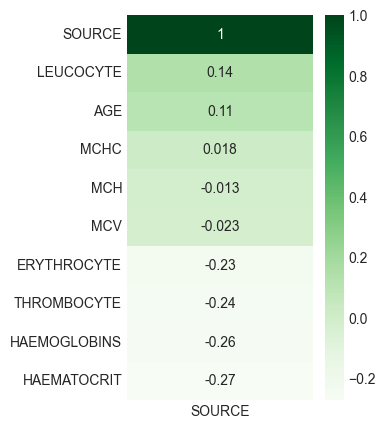 SOURCE 1
LEUCOCYTE 0.14
AGE 0.11
MCHC 0.018
MCH -0.013
MCV -0.023
ERYTHROCYTE -0.23
THROMBOCYTE -0.24
HAEMOGLOBINS -0.26
HAEMATOCRIT -0.27
SOURCE
1.0
0.8
0.6
0.4
0.2
0.0
−0.2